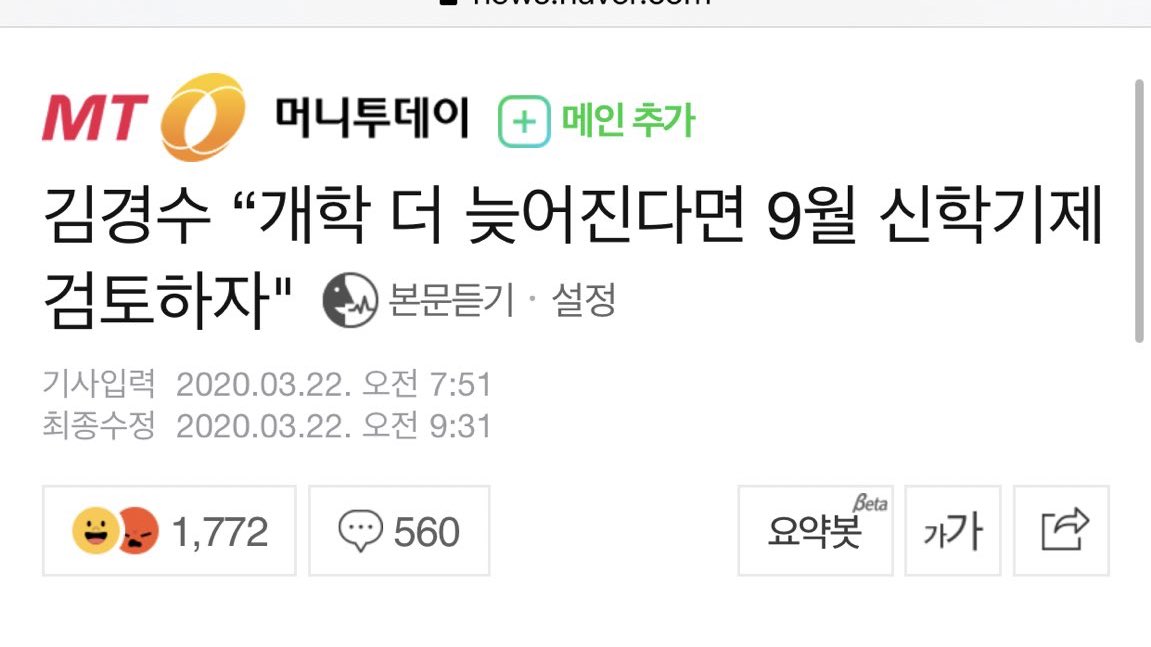 news.naver.com
MT 머니투데이 + 메인 추가
김경수 “개학 더 늦어진다면 9월 신학기제
검토하자" 본문듣기 · 설정
기사입력 2020.03.22. 오전 7:51
최종수정 2020.03.22. 오전 9:31
1,772 560 요약봇 Beta 가가